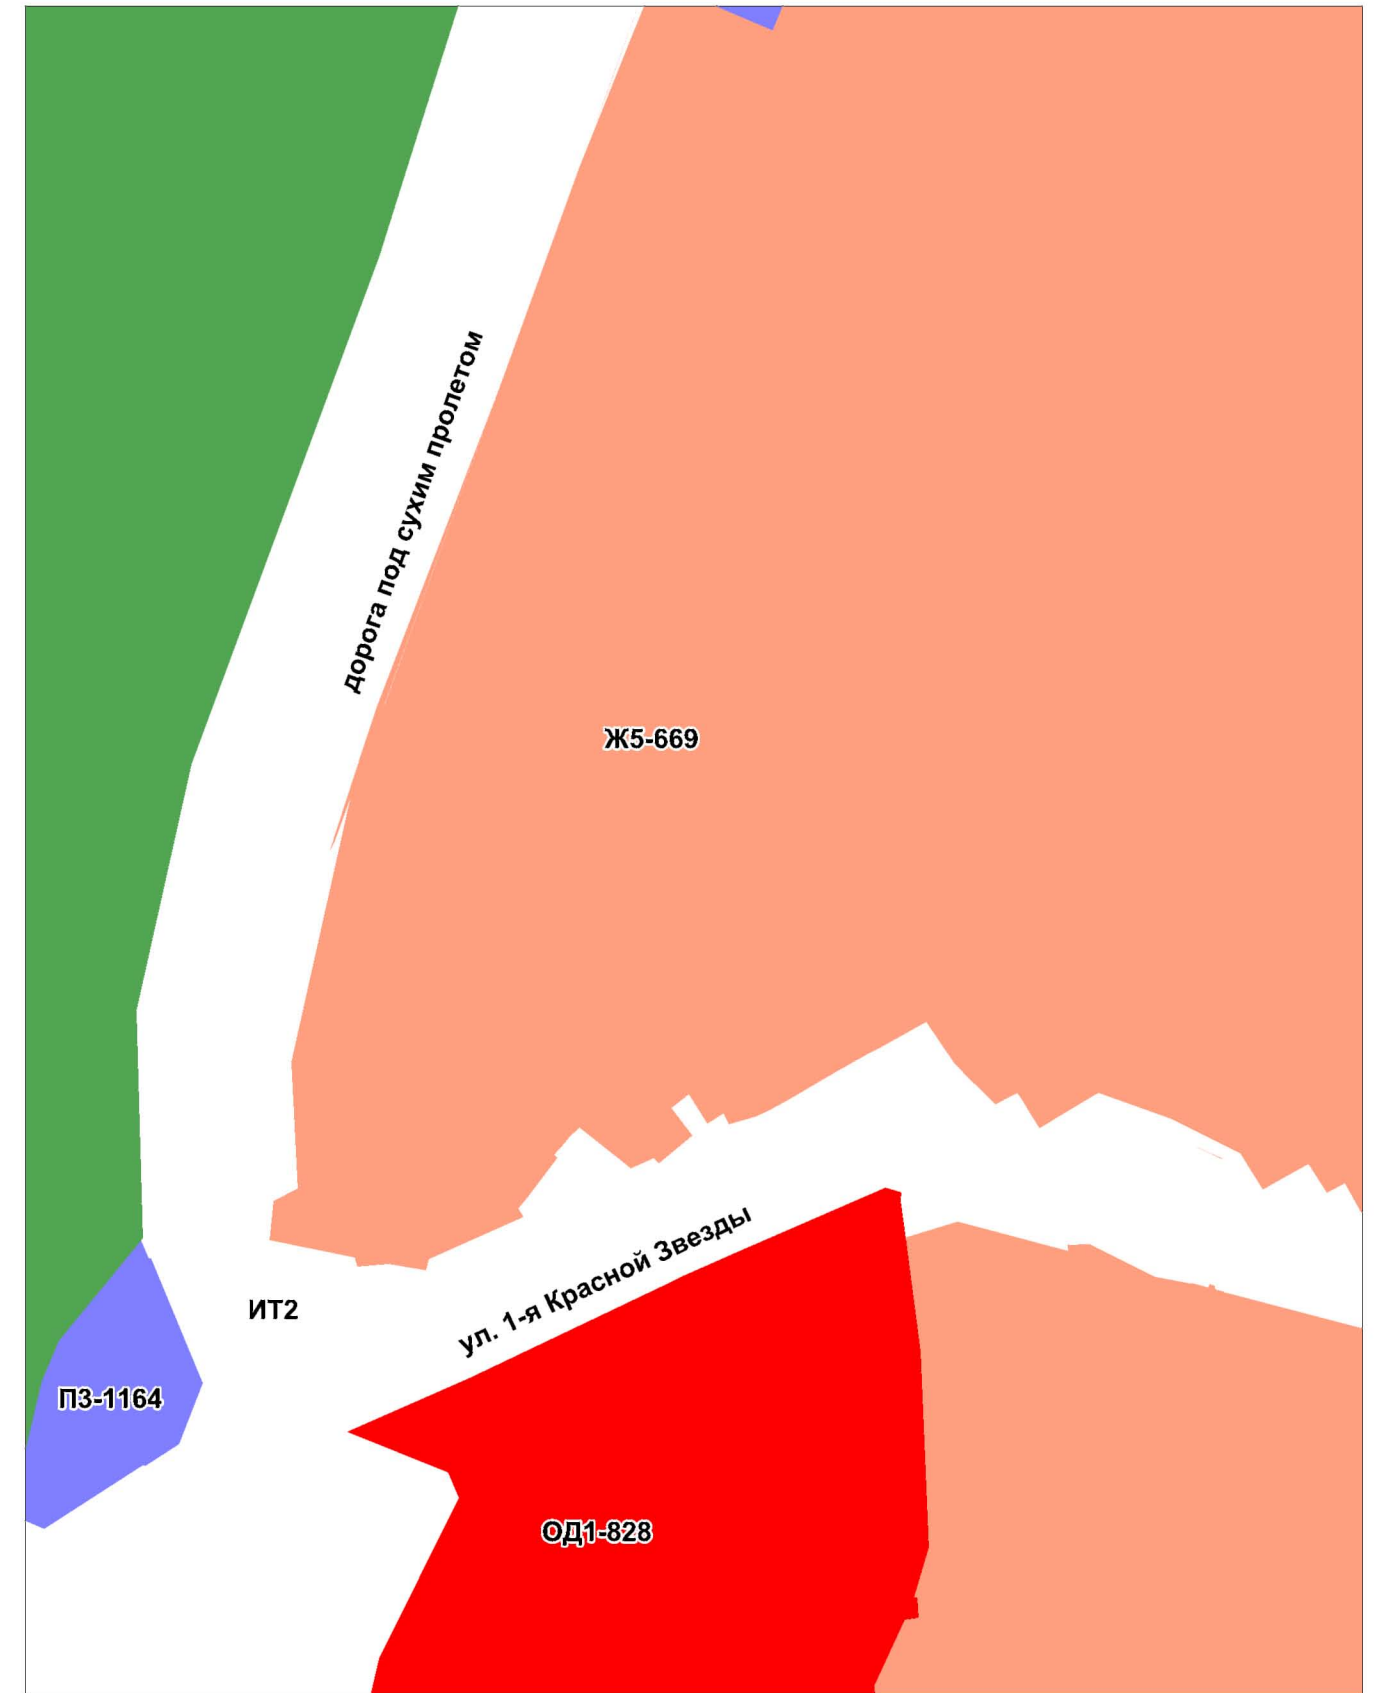 дорога под сухим пролетом
Ж5-669
ул. 1-я Красной Звезды
ИТ2
П3-1164
ОД1-828